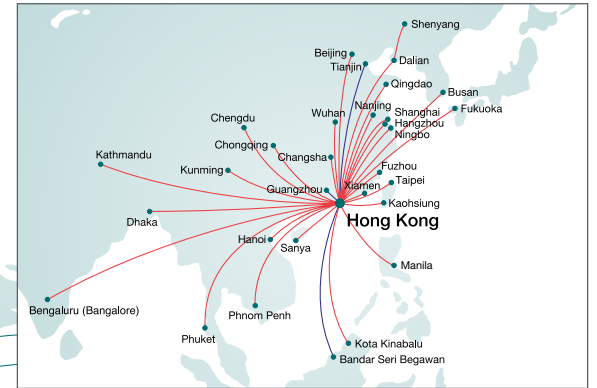 Shenyang
Beijing
Tianjin
Dalian
Qingdao
Busan
Nanjing
Fukuoka
Wuhan
Shanghai
Hangzhou
Ningbo
Chengdu
Chongqing
Changsha
Kathmandu
Kunming
Fuzhou
Guangzhou
Xiamen
Taipei
Kaohsiung
Hong Kong
Dhaka
Hanoi
Sanya
Manila
Bengaluru (Bangalore)
Phnom Penh
Phuket
Kota Kinabalu
Bandar Seri Begawan